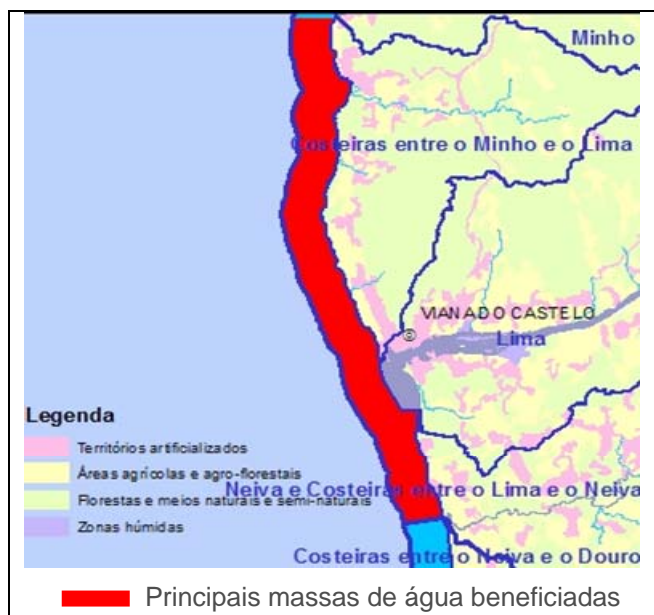 Minho
Costeiras entre o Minho e o Lima
VIANA DO CASTELO
Lima
Legenda
Territórios artificializados
Áreas agrícolas e agro-florestais
Florestas e meios naturais e semi-naturais
Neiva e Costeiras entre o Lima e o Neiva
Zonas húmidas
Costeiras entre o Neiva e o Douro
Principais massas de água beneficiadas